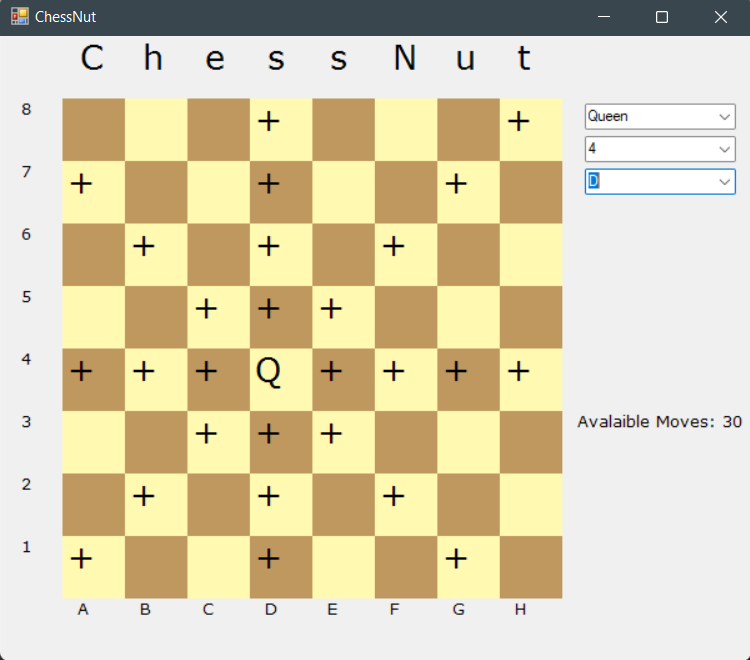 ChessNut
C h e s s N u t
8 + + Queen
7 + + + 4
D
6 + + +
5 + + +
4 + + + Q + + + +
3 + + + Avalaible Moves: 30
2 + + +
1 + + +
A B C D E F G H